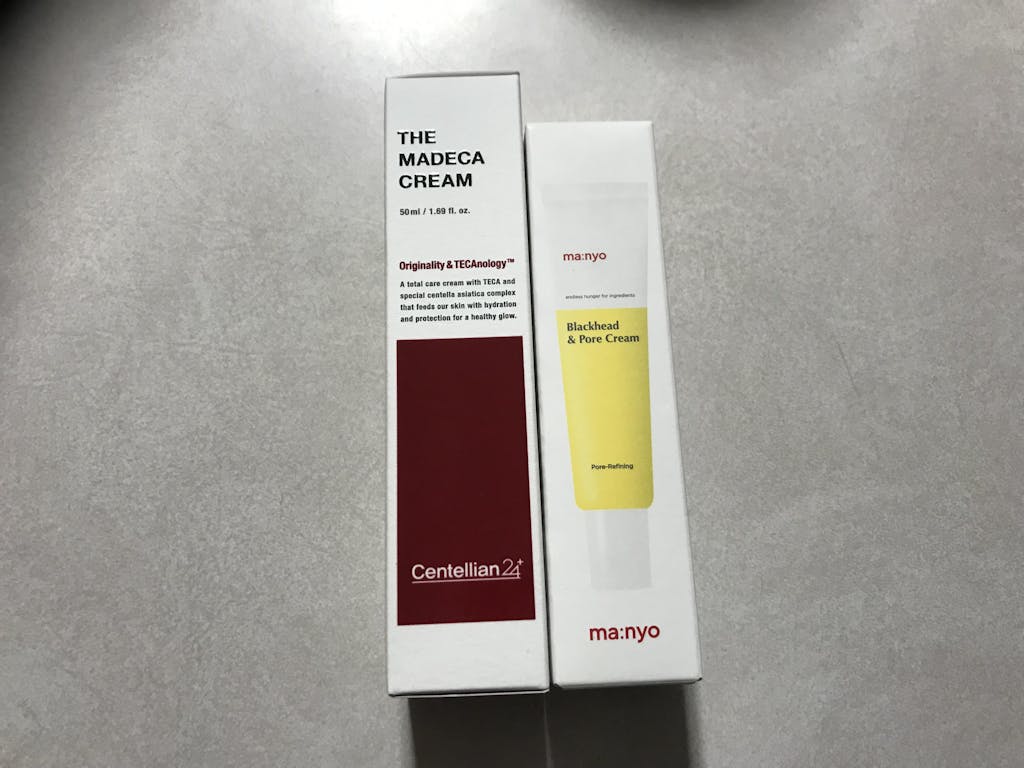 THE
MADECA
CREAM
50ml / 1.69 fl. oz.
Originality & TECAnology™
A total care cream with TECA and
special centella asiatica complex
that feeds our skin with hydration
and protection for a healthy glow.
Centellian 24+
ma:nyo
endless hunger for ingredients
Blackhead
& Pore Cream
Pore-Refining
ma:nyo